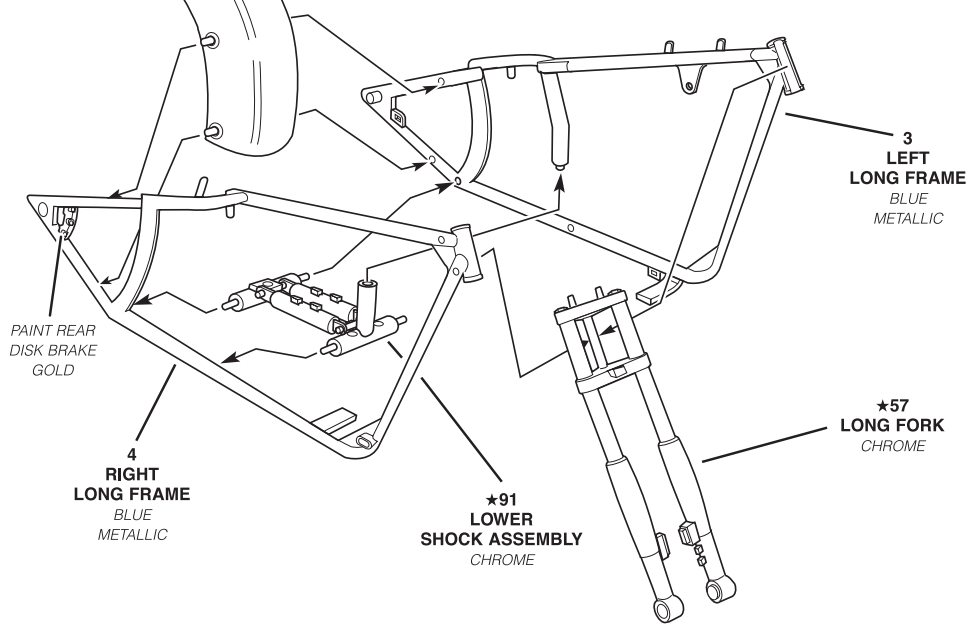 3
LEFT
LONG FRAME
BLUE
METALLIC
PAINT REAR
DISK BRAKE
GOLD
★57
LONG FORK
CHROME
4
RIGHT
LONG FRAME
BLUE
METALLIC
★91
LOWER
SHOCK ASSEMBLY
CHROME